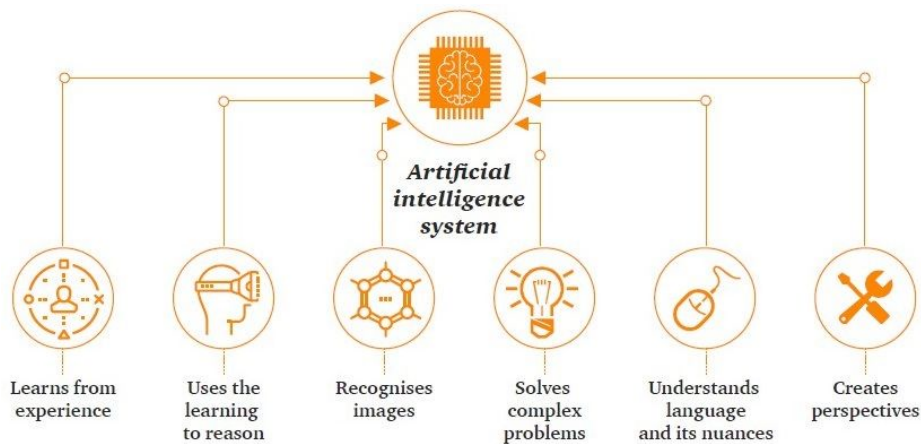 Artificial
intelligence
system
Learns from
experience
Uses the
learning
to reason
Recognises
images
Solves
complex
problems
Understands
language
and its nuances
Creates
perspectives